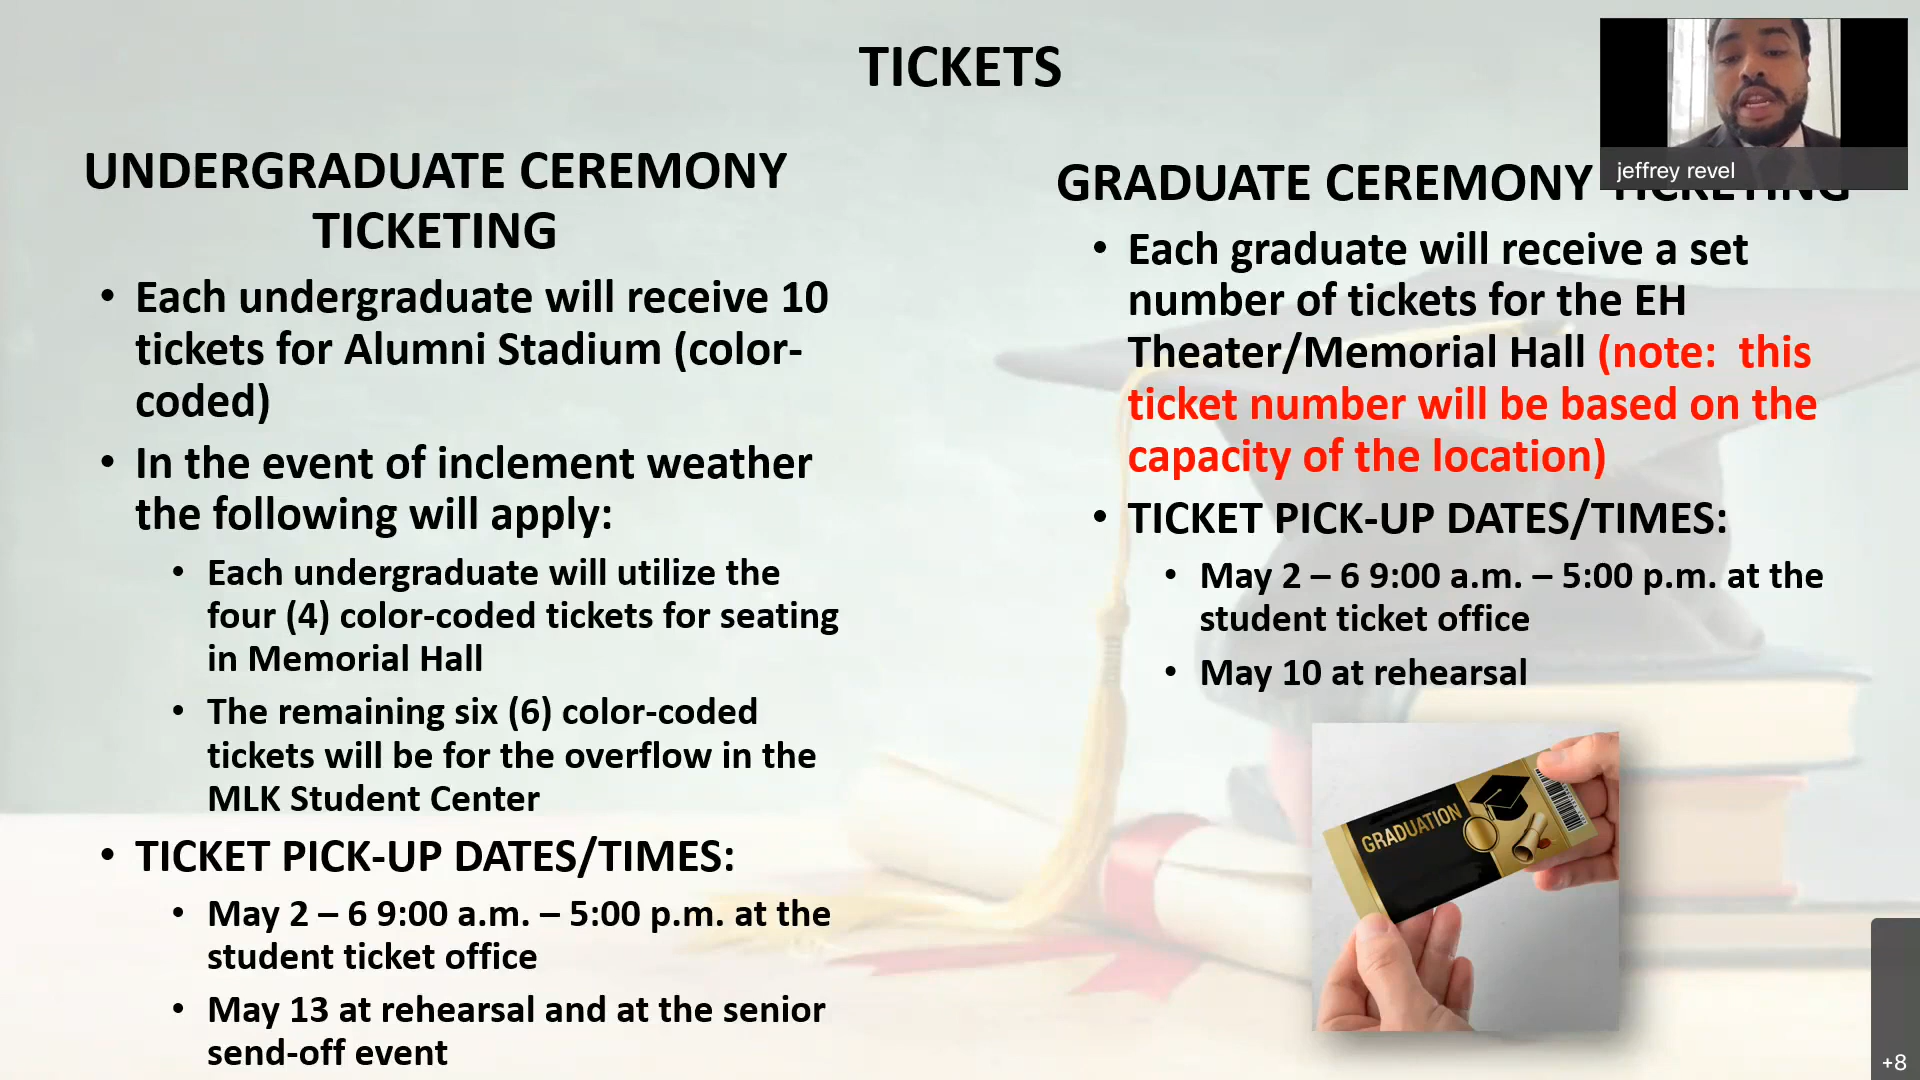 TICKETS
UNDERGRADUATE CEREMONY
TICKETING
• Each undergraduate will receive 10
tickets for Alumni Stadium (color-
coded)
• In the event of inclement weather
the following will apply:
• Each undergraduate will utilize the
four (4) color-coded tickets for seating
in Memorial Hall
• The remaining six (6) color-coded
tickets will be for the overflow in the
MLK Student Center
• TICKET PICK-UP DATES/TIMES:
• May 2 – 6 9:00 a.m. – 5:00 p.m. at the
student ticket office
• May 13 at rehearsal and at the senior
send-off event
jeffrey revel
GRADUATE CEREMONY TICKETING
• Each graduate will receive a set
number of tickets for the EH
Theater/Memorial Hall (note:  this
ticket number will be based on the
capacity of the location)
• TICKET PICK-UP DATES/TIMES:
• May 2 – 6 9:00 a.m. – 5:00 p.m. at the
student ticket office
• May 10 at rehearsal
GRADUATION
+8